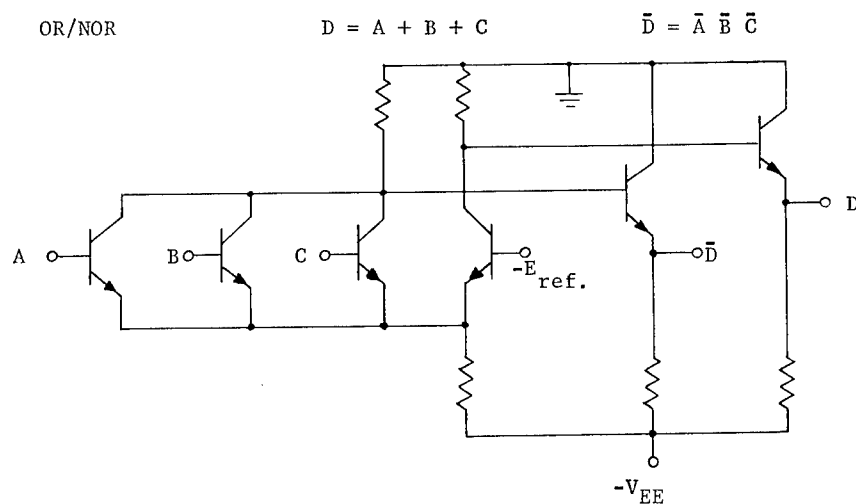 OR/NOR D = A + B + C D̄ = Ā B̄ C̄
D
A B C -E_ref. D̄
-V_EE